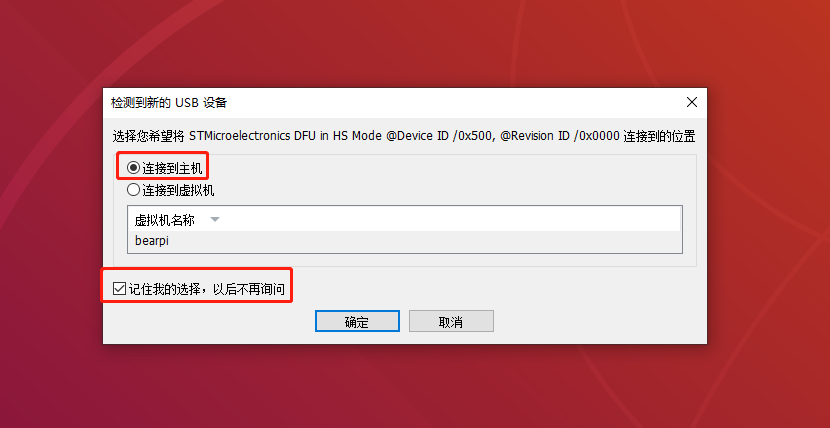 检测到新的 USB 设备
选择您希望将 STMicroelectronics DFU in HS Mode @Device ID /0x500, @Revision ID /0x0000 连接到的位置
连接到主机
连接到虚拟机
虚拟机名称
bearpi
记住我的选择，以后不再询问
确定 取消